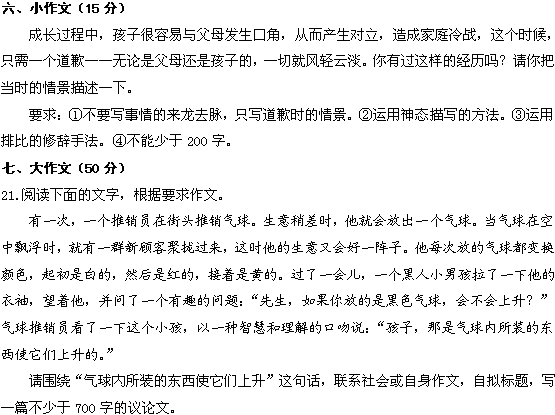 六、小作文（15 分）
成长过程中，孩子很容易与父母发生口角，从而产生对立，造成家庭冷战，这个时候，
只需一个道歉——无论是父母还是孩子的，一切就风轻云淡。你有过这样的经历吗？请你把
当时的情景描述一下。
要求：①不要写事情的来龙去脉，只写道歉时的情景。②运用神态描写的方法。③运用
排比的修辞手法。④不能少于 200 字。
七、大作文（50 分）
21.阅读下面的文字，根据要求作文。
有一次，一个推销员在街头推销气球。生意稍差时，他就会放出一个气球。当气球在空
中飘浮时，就有一群新顾客聚拢过来，这时他的生意又会好一阵子。他每次放的气球都变换
颜色，起初是白的，然后是红的，接着是黄的。过了一会儿，一个黑人小男孩拉了一下他的
衣袖，望着他，并问了一个有趣的问题：“先生，如果你放的是黑色气球，会不会上升？”
气球推销员看了一下这个小孩，以一种智慧和理解的口吻说：“孩子，那是气球内所装的东
西使它们上升的。”
请围绕“气球内所装的东西使它们上升”这句话，联系社会或自身作文，自拟标题，写
一篇不少于 700 字的议论文。